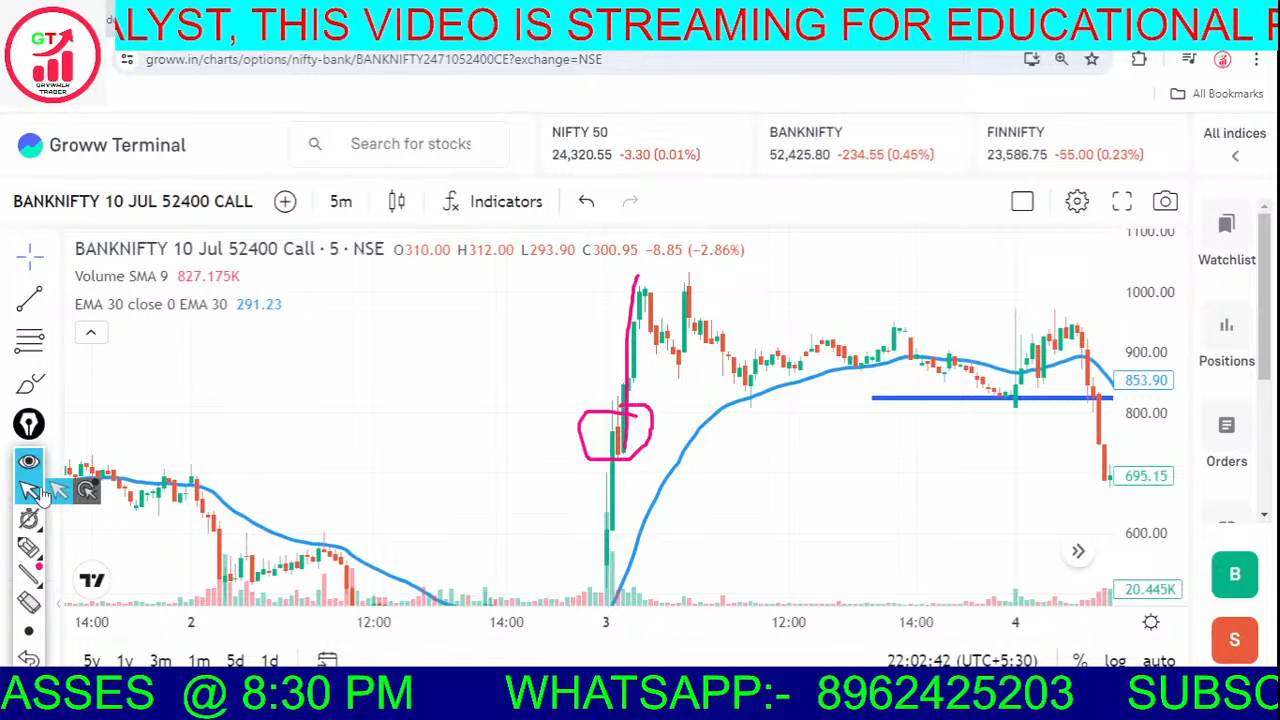 ALYST, THIS VIDEO IS STREAMING FOR EDUCATIONAL
GT
GHYWALA
TRADER
groww.in/charts/options/nifty-bank/BANKNIFTY2471052400CE?exchange=NSE
All Bookmarks
Groww Terminal
Search for stocks
NIFTY 50
24,320.55 -3.30 (0.01%)
BANKNIFTY
52,425.80 -234.55 (0.45%)
FINNIFTY
23,586.75 -55.00 (0.23%)
All indices
BANKNIFTY 10 JUL 52400 CALL
5m
Indicators
BANKNIFTY 10 Jul 52400 Call · 5 · NSE O310.00 H312.00 L293.90 C300.95 -8.85 (-2.86%)
Volume SMA 9 827.175K
EMA 30 close 0 EMA 30 291.23
1100.00
1000.00
900.00
853.90
800.00
695.15
600.00
20.445K
Watchlist
Positions
Orders
B
S
14:00 2 12:00 14:00 3 12:00 14:00 4
5y 1y 3m 1m 5d 1d
22:02:42 (UTC+5:30) % log auto
ASSES @ 8:30 PM WHATSAPP:- 8962425203 SUBSC